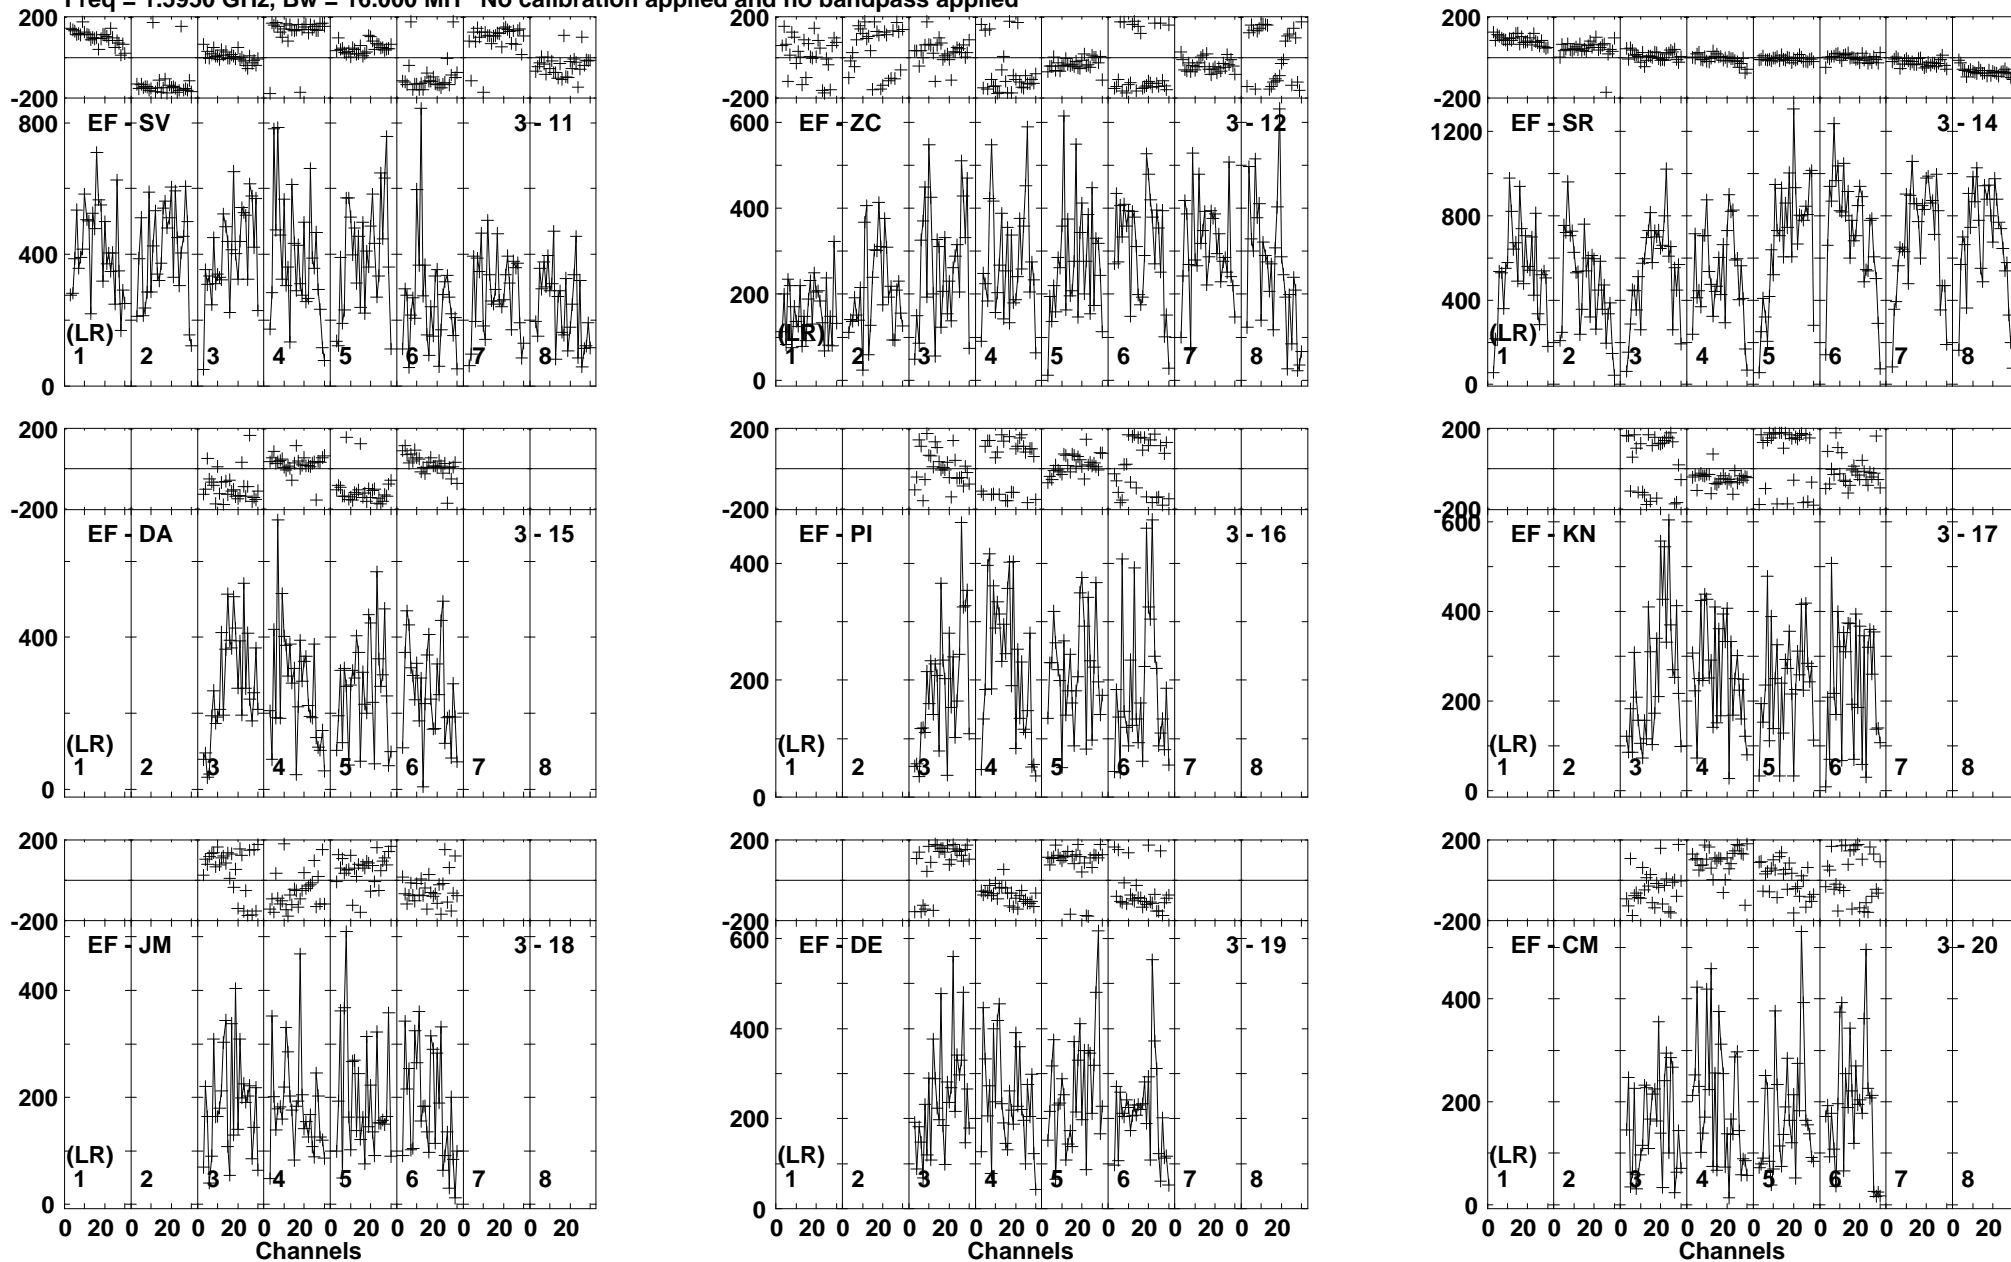 Freq = 1.5950 GHz, Bw = 16.000 MH No calibration applied and no bandpass applied
200 200 200
-200 -200 -200
EF - SV 3 - 11 EF - ZC 3 - 12 EF - SR 3 - 14
800 600 1200
400 400 800
200 400
(LR) (LR) (LR)
1 2 3 4 5 6 7 8 1 2 3 4 5 6 7 8 1 2 3 4 5 6 7 8
0 0 0
200 200 200
-200 -200 -200
EF - DA 3 - 15 EF - PI 3 - 16 EF - KN 3 - 17
600
400 400 400
200 200
(LR) (LR) (LR)
1 2 3 4 5 6 7 8 1 2 3 4 5 6 7 8 1 2 3 4 5 6 7 8
0 0 0
200 200 200
-200 -200 -200
EF - JM 3 - 18 EF - DE 3 - 19 EF - CM 3 - 20
600
400 400 400
200 200 200
(LR) (LR) (LR)
1 2 3 4 5 6 7 8 1 2 3 4 5 6 7 8 1 2 3 4 5 6 7 8
0 0 0
0 20 0 20 0 20 0 20 0 20 0 20 0 20 0 20 0 20 0 20 0 20 0 20 0 20 0 20 0 20 0 20 0 20 0 20 0 20 0 20 0 20 0 20 0 20 0 20
Channels Channels Channels